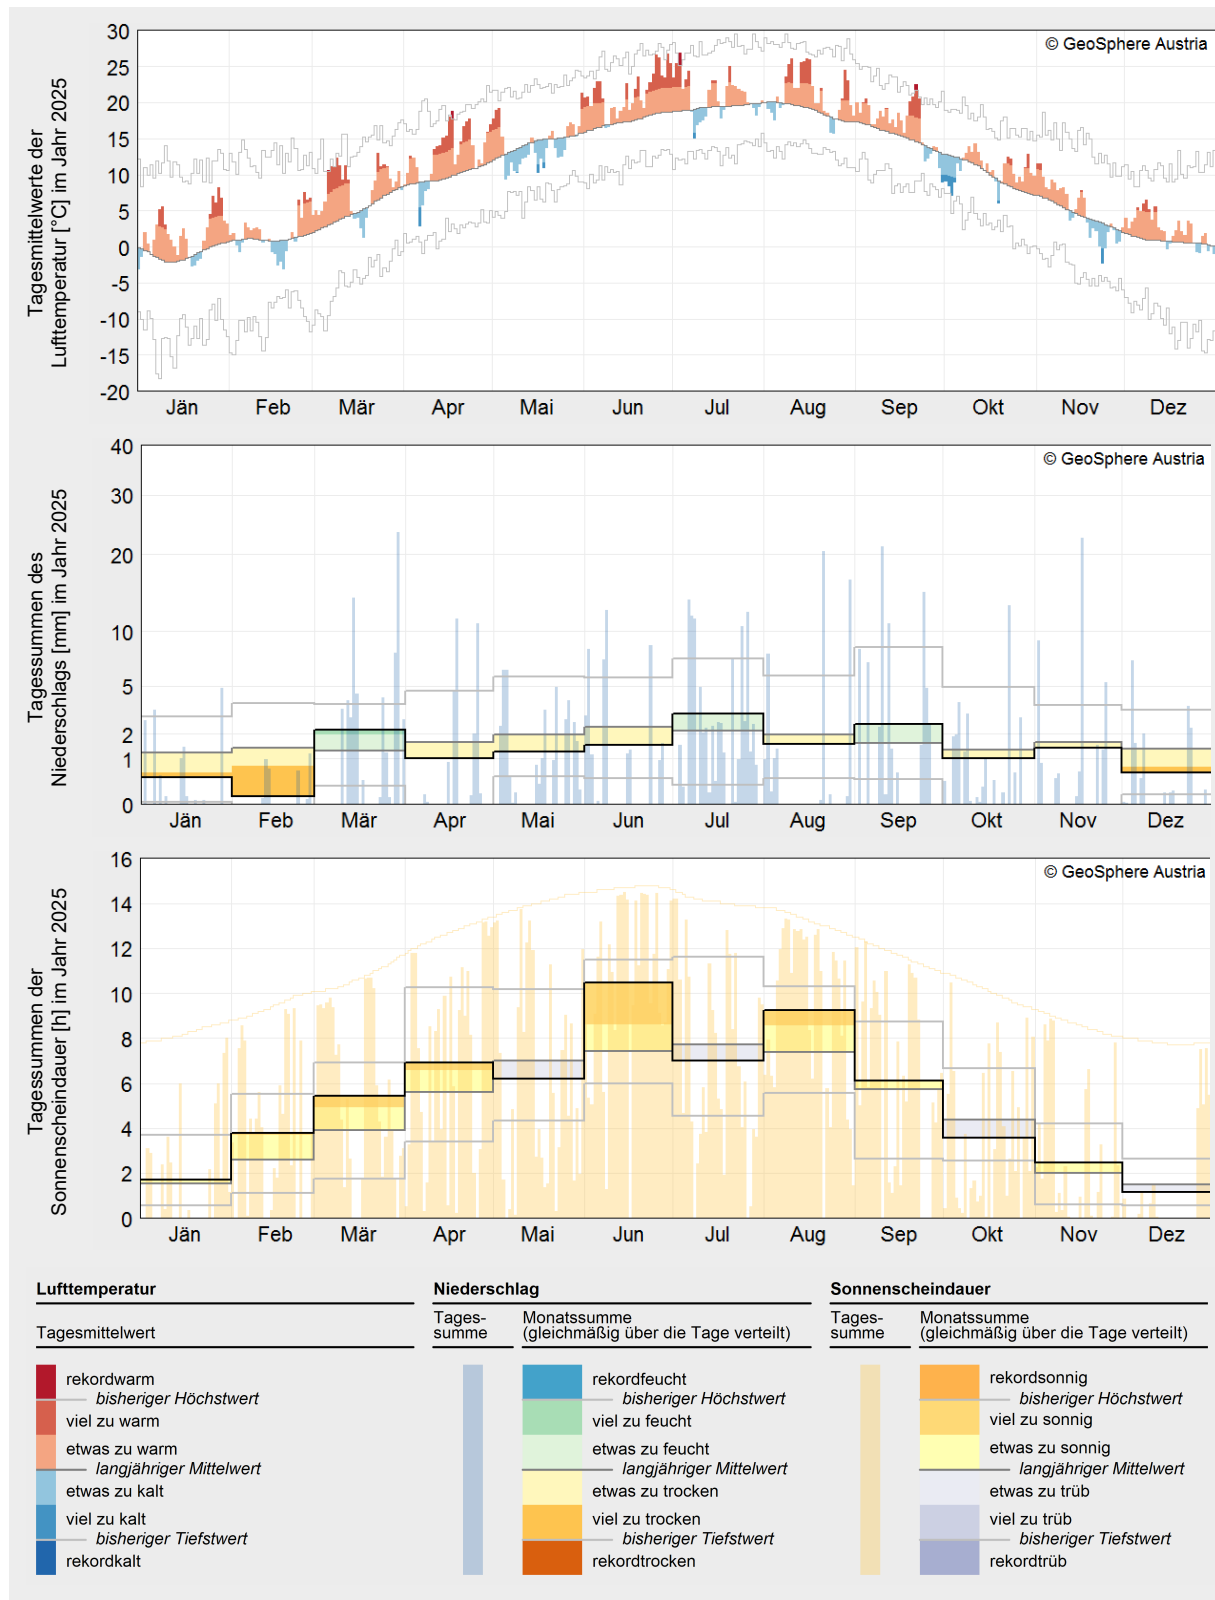 Tagesmittelwerte der
Lufttemperatur [°C] im Jahr 2025
30
25
20
15
10
5
0
-5
-10
-15
-20
© GeoSphere Austria
Jän Feb Mär Apr Mai Jun Jul Aug Sep Okt Nov Dez
Tagessummen des
Niederschlags [mm] im Jahr 2025
40
30
20
10
5
2
1
0
© GeoSphere Austria
Jän Feb Mär Apr Mai Jun Jul Aug Sep Okt Nov Dez
Tagessummen der
Sonnenscheindauer [h] im Jahr 2025
16
14
12
10
8
6
4
2
0
© GeoSphere Austria
Jän Feb Mär Apr Mai Jun Jul Aug Sep Okt Nov Dez
Lufttemperatur
Tagesmittelwert
rekordwarm
bisheriger Höchstwert
viel zu warm
etwas zu warm
langjähriger Mittelwert
etwas zu kalt
viel zu kalt
bisheriger Tiefstwert
rekordkalt
Niederschlag
Tages-
summe
Monatssumme
(gleichmäßig über die Tage verteilt)
rekordfeucht
bisheriger Höchstwert
viel zu feucht
etwas zu feucht
langjähriger Mittelwert
etwas zu trocken
viel zu trocken
bisheriger Tiefstwert
rekordtrocken
Sonnenscheindauer
Tages-
summe
Monatssumme
(gleichmäßig über die Tage verteilt)
rekordsonnig
bisheriger Höchstwert
viel zu sonnig
etwas zu sonnig
langjähriger Mittelwert
etwas zu trüb
viel zu trüb
bisheriger Tiefstwert
rekordtrüb